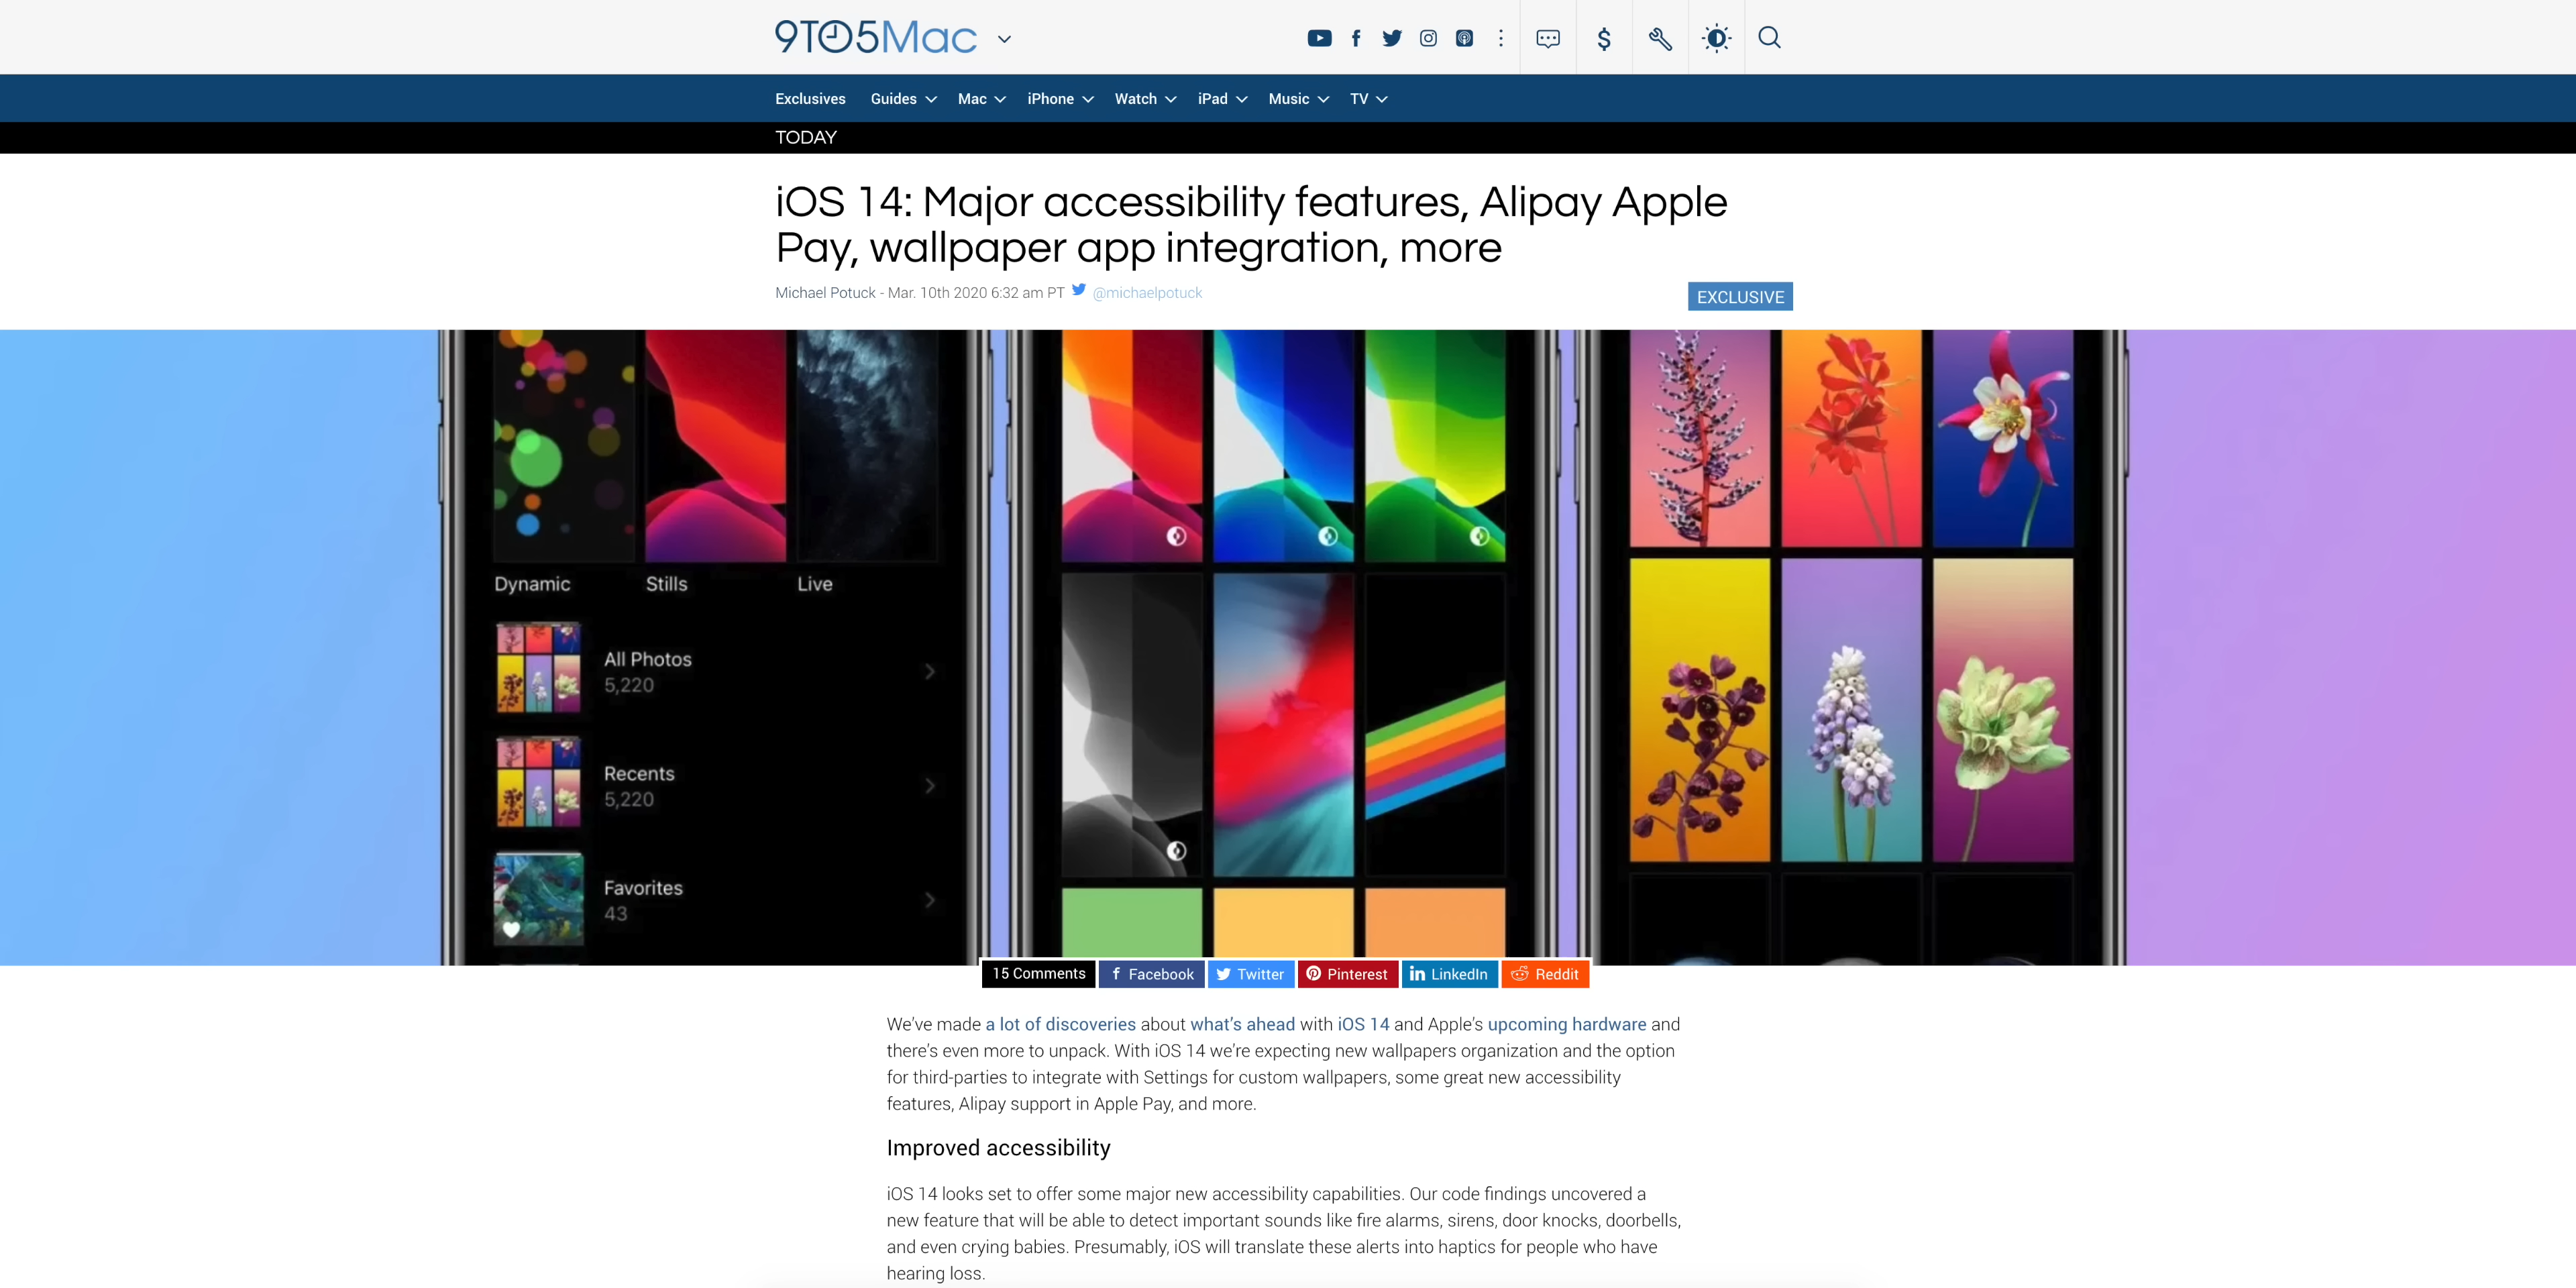 9TO5Mac
Exclusives Guides Mac iPhone Watch iPad Music TV
TODAY
iOS 14: Major accessibility features, Alipay Apple
Pay, wallpaper app integration, more
Michael Potuck - Mar. 10th 2020 6:32 am PT @michaelpotuck
EXCLUSIVE
Dynamic Stills Live
All Photos
5,220
Recents
5,220
Favorites
43
15 Comments Facebook Twitter Pinterest LinkedIn Reddit
We've made a lot of discoveries about what's ahead with iOS 14 and Apple's upcoming hardware and
there's even more to unpack. With iOS 14 we're expecting new wallpapers organization and the option
for third-parties to integrate with Settings for custom wallpapers, some great new accessibility
features, Alipay support in Apple Pay, and more.
Improved accessibility
iOS 14 looks set to offer some major new accessibility capabilities. Our code findings uncovered a
new feature that will be able to detect important sounds like fire alarms, sirens, door knocks, doorbells,
and even crying babies. Presumably, iOS will translate these alerts into haptics for people who have
hearing loss.